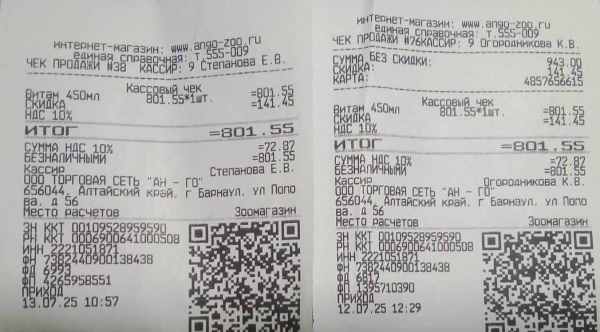 интернет-магазин: www.ango-zoo.ru
единая справочная: т.555-009
ЧЕК ПРОДАЖИ №38 КАССИР: 9 Степанова Е.В.
Кассовый чек
Витам 450мл 801.55*1шт. =801.55
СКИДКА =141.45
НДС 10%
ИТОГ =801.55
СУММА НДС 10% =72.87
БЕЗНАЛИЧНЫМИ =801.55
Кассир Степанова Е.В.
ООО ТОРГОВАЯ СЕТЬ "АН - ГО"
656044, Алтайский край, г Барнаул, ул Попо
ва, д 56
Место расчетов Зоомагазин
ЗН ККТ 00109528959590
РН ККТ 0006900641000508
ИНН 2221051871
ФН 7382440900138438
ФД 6993
ФП 4265958551
ПРИХОД
13.07.25 10:57
интернет-магазин: www.ango-zoo.ru
единая справочная: т.555-009
ЧЕК ПРОДАЖИ №76КАССИР: 9 Огородникова К.В.
СУММА БЕЗ СКИДКИ: 943.00
СКИДКА: 141.45
КАРТА: 4857656615
Кассовый чек
Витам 450мл 801.55*1шт. =801.55
СКИДКА =141.45
НДС 10%
ИТОГ =801.55
СУММА НДС 10% =72.87
БЕЗНАЛИЧНЫМИ =801.55
Кассир Огородникова К.В.
ООО ТОРГОВАЯ СЕТЬ "АН - ГО"
656044, Алтайский край, г Барнаул, ул Попо
ва, д 56
Место расчетов Зоомагазин
ЗН ККТ 00109528959590
РН ККТ 0006900641000508
ИНН 2221051871
ФН 7382440900138438
ФД 6817
ФП 1395710390
ПРИХОД
12.07.25 12:29